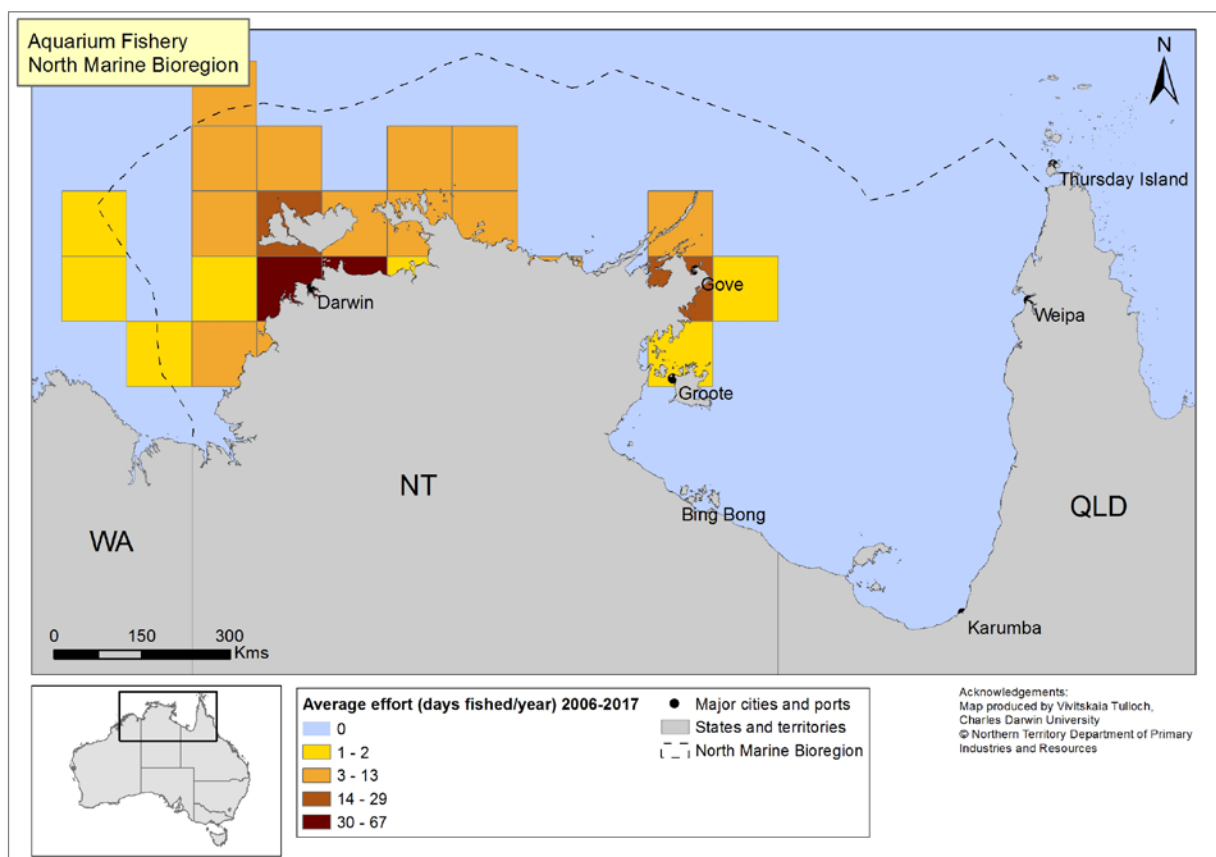 Aquarium Fishery
North Marine Bioregion
N
Thursday Island
Darwin
Gove
Weipa
Groote
NT
Bing Bong
QLD
WA
Karumba
0 150 300
Kms
Average effort (days fished/year) 2006-2017
0
1 - 2
3 - 13
14 - 29
30 - 67
Major cities and ports
States and territories
North Marine Bioregion
Acknowledgements:
Map produced by Vivitskaia Tulloch,
Charles Darwin University
© Northern Territory Department of Primary
Industries and Resources